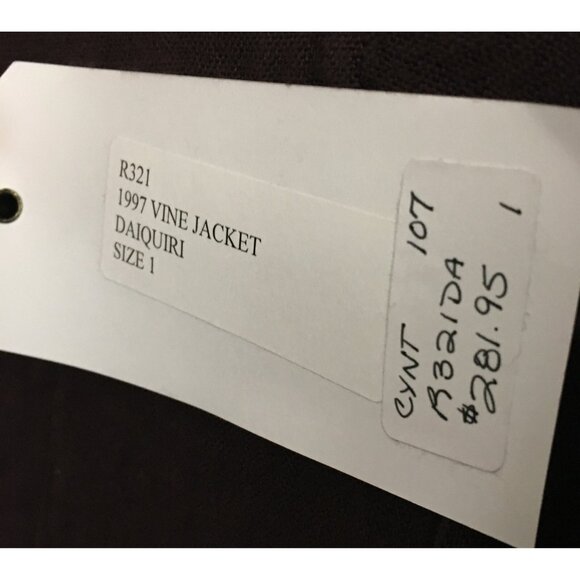 R321
1997 VINE JACKET
DAIQUIRI
SIZE 1
CYNT 107
R321DA
$281.95 1